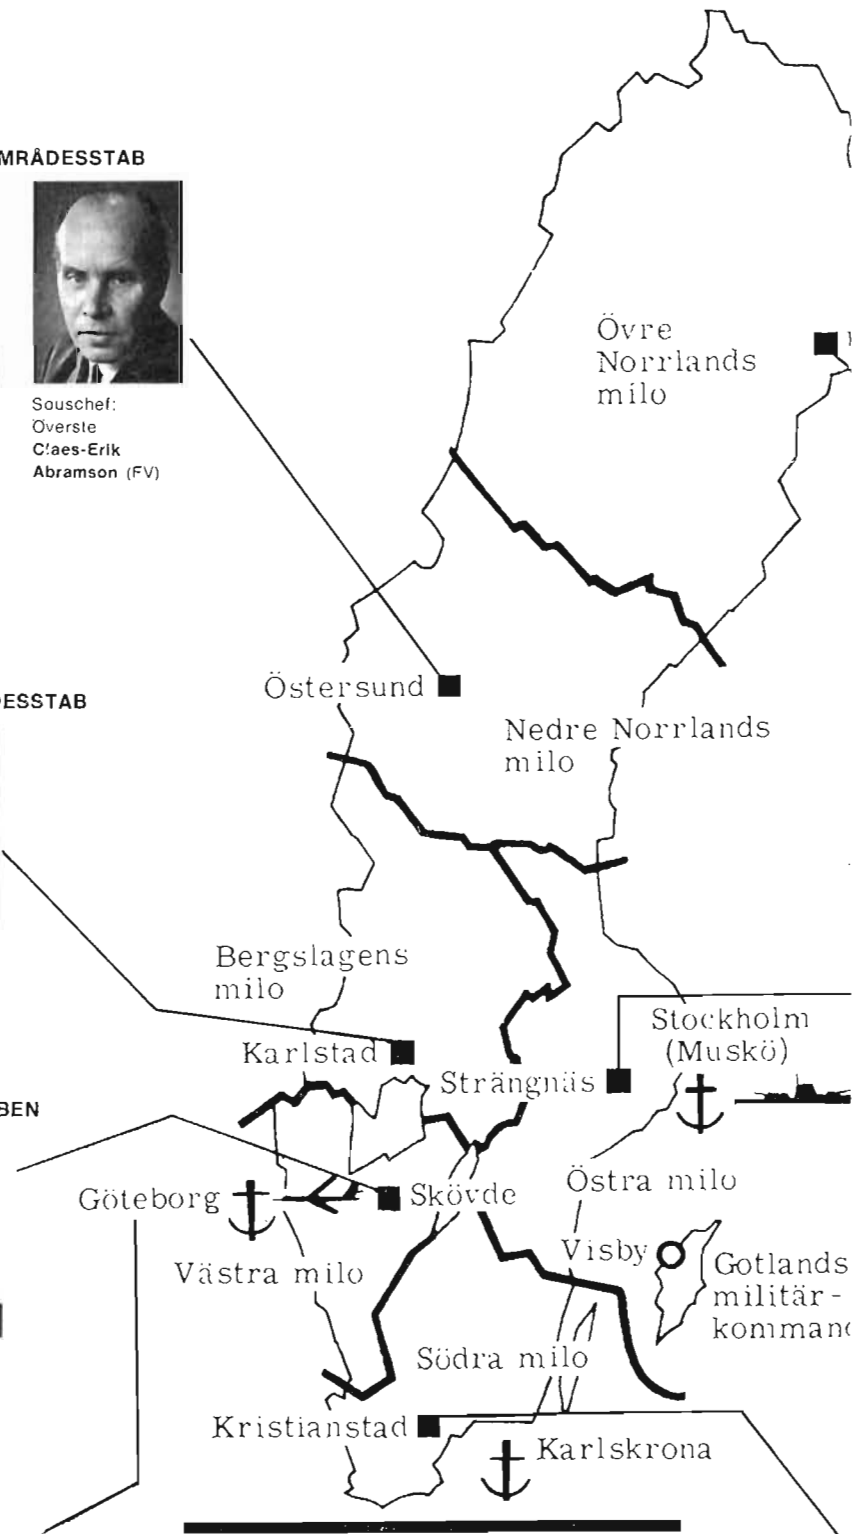 MRÅDESSTAB
Souschef:
Överste
Claes-Erik
Abramson (FV)
Övre
Norrlands
milo
Östersund
DESSTAB
Nedre Norrlands
milo
Bergslagens
milo
Karlstad
Stockholm
(Muskö)
Strängnäs
BEN
Göteborg
Skövde
Östra milo
Västra milo
Visby
Gotlands
militär-
kommand
Södra milo
Kristianstad
Karlskrona